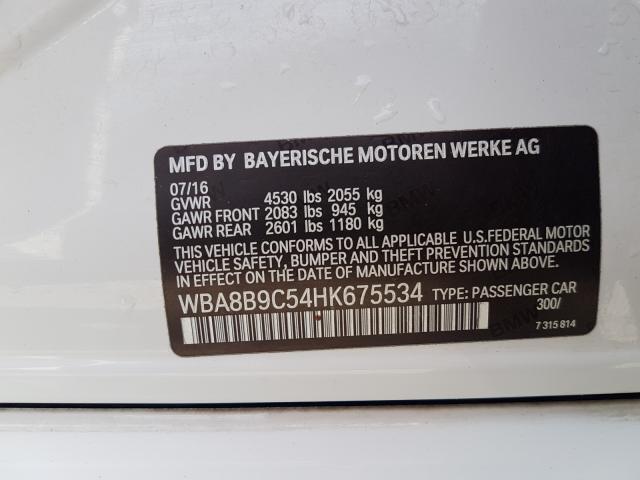 MFD BY BAYERISCHE MOTOREN WERKE AG
07/16
GVWR 4530 lbs 2055 kg
GAWR FRONT 2083 lbs 945 kg
GAWR REAR 2601 lbs 1180 kg
THIS VEHICLE CONFORMS TO ALL APPLICABLE U.S.FEDERAL MOTOR
VEHICLE SAFETY, BUMPER, AND THEFT PREVENTION STANDARDS
IN EFFECT ON THE DATE OF MANUFACTURE SHOWN ABOVE.
WBA8B9C54HK675534 TYPE: PASSENGER CAR
300/
7 315 814